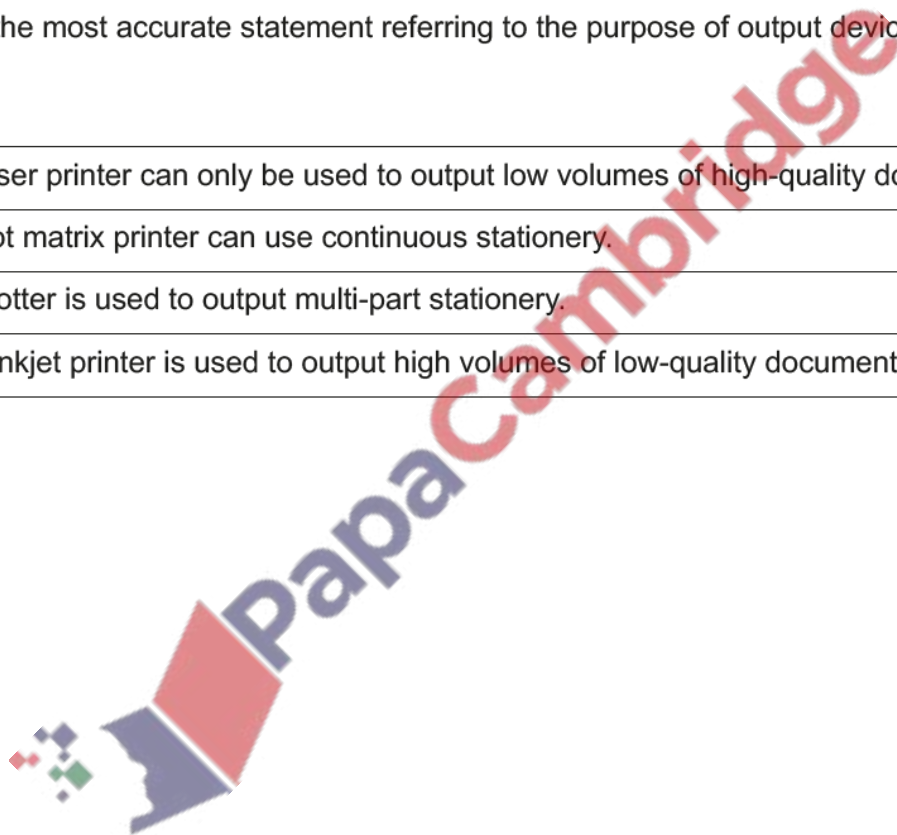 he most accurate statement referring to the purpose of output devic
ser printer can only be used to output low volumes of high-quality do
ot matrix printer can use continuous stationery.
otter is used to output multi-part stationery.
nkjet printer is used to output high volumes of low-quality document
PapaCambridge